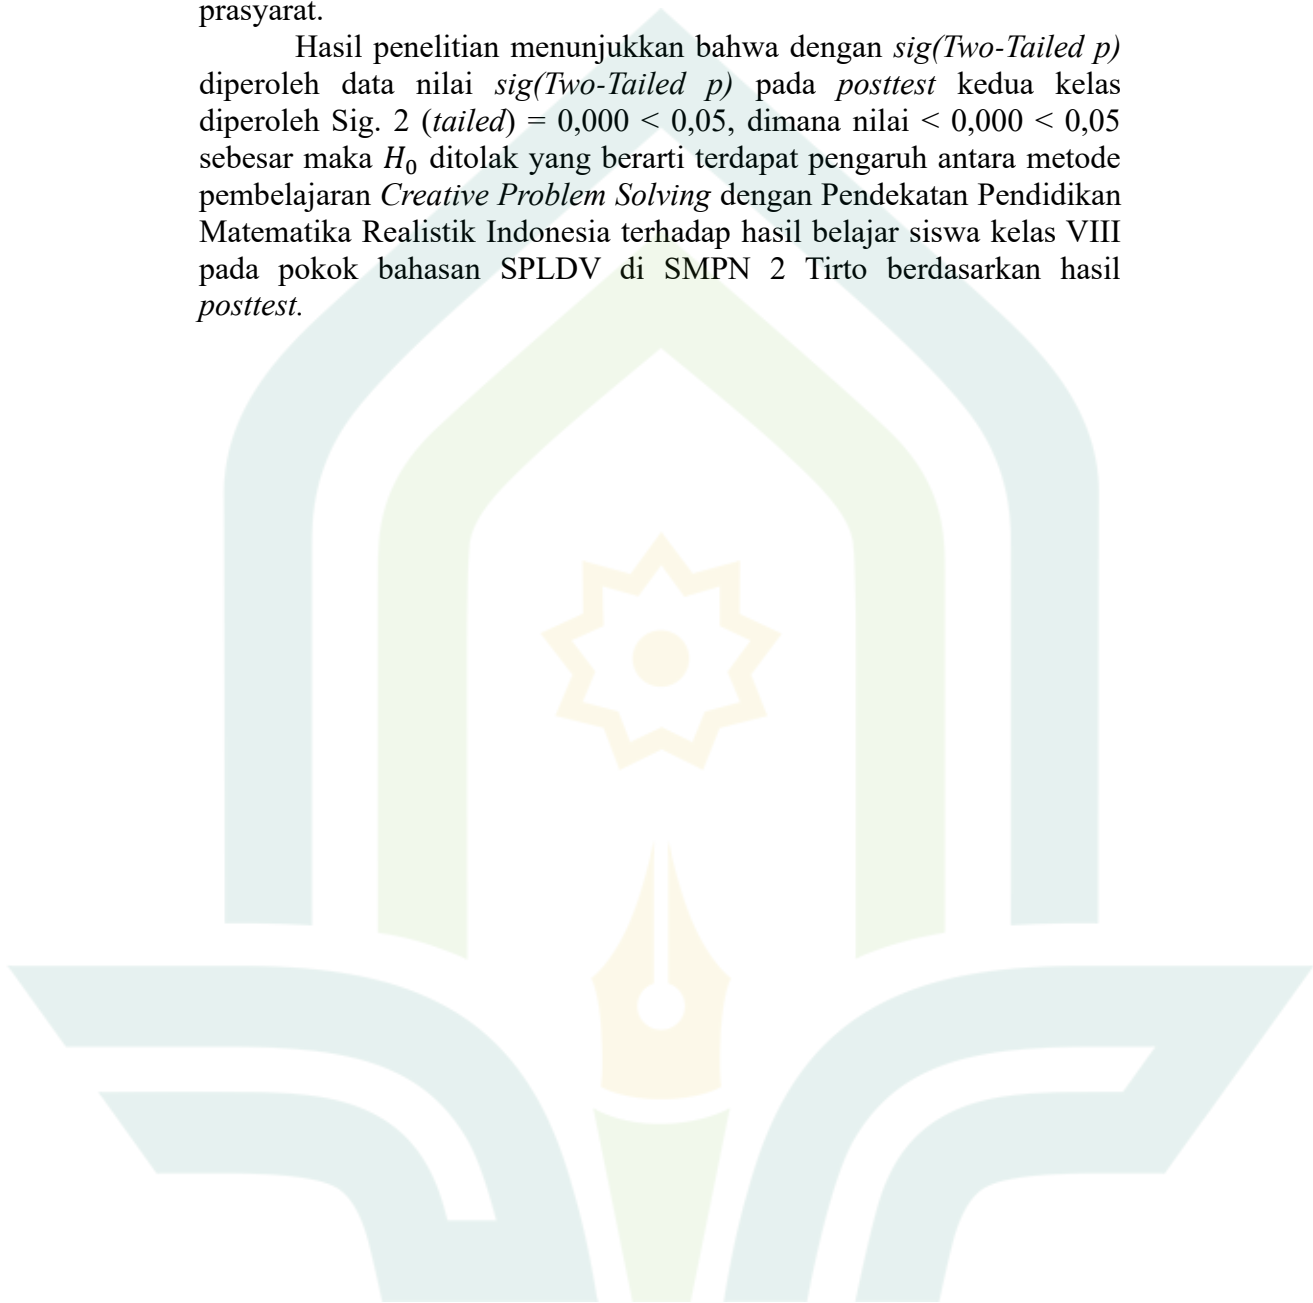 prasyarat.
Hasil penelitian menunjukkan bahwa dengan sig(Two-Tailed p)
diperoleh data nilai sig(Two-Tailed p) pada posttest kedua kelas
diperoleh Sig. 2 (tailed) = 0,000 < 0,05, dimana nilai < 0,000 < 0,05
sebesar maka H₀ ditolak yang berarti terdapat pengaruh antara metode
pembelajaran Creative Problem Solving dengan Pendekatan Pendidikan
Matematika Realistik Indonesia terhadap hasil belajar siswa kelas VIII
pada pokok bahasan SPLDV di SMPN 2 Tirto berdasarkan hasil
posttest.